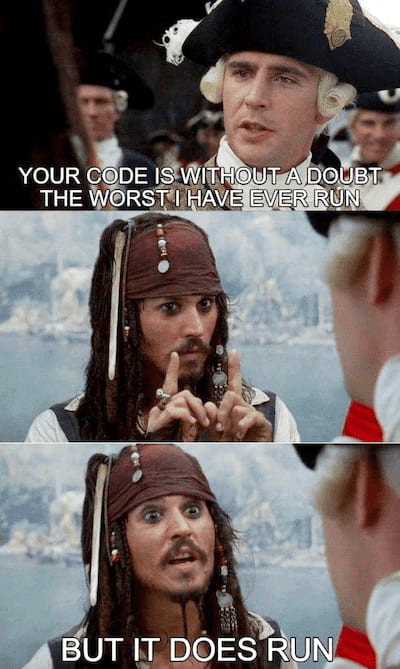 YOUR CODE IS WITHOUT A DOUBT
THE WORST I HAVE EVER RUN
BUT IT DOES RUN